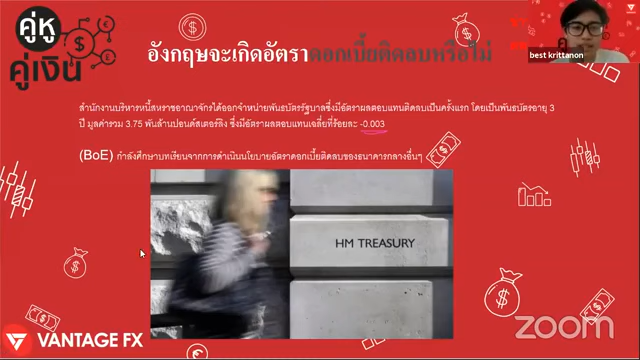 คู่หู
คู่เงิน
อังกฤษจะเกิดอัตราดอกเบี้ยติดลบหรือไม่
best krittanon
สำนักงานบริหารหนี้สหราชอาณาจักรได้ออกจำหน่ายพันธบัตรรัฐบาลซึ่งมีอัตราผลตอบแทนติดลบเป็นครั้งแรก โดยเป็นพันธบัตรอายุ 3
ปี มูลค่ารวม 3.75 พันล้านปอนด์สเตอร์ลิง ซึ่งมีอัตราผลตอบแทนเฉลี่ยที่ร้อยละ -0.003
(BoE) กำลังศึกษาบทเรียนจากการดำเนินนโยบายอัตราดอกเบี้ยติดลบของธนาคารกลางอื่นๆ
HM TREASURY
VANTAGE FX
zoom